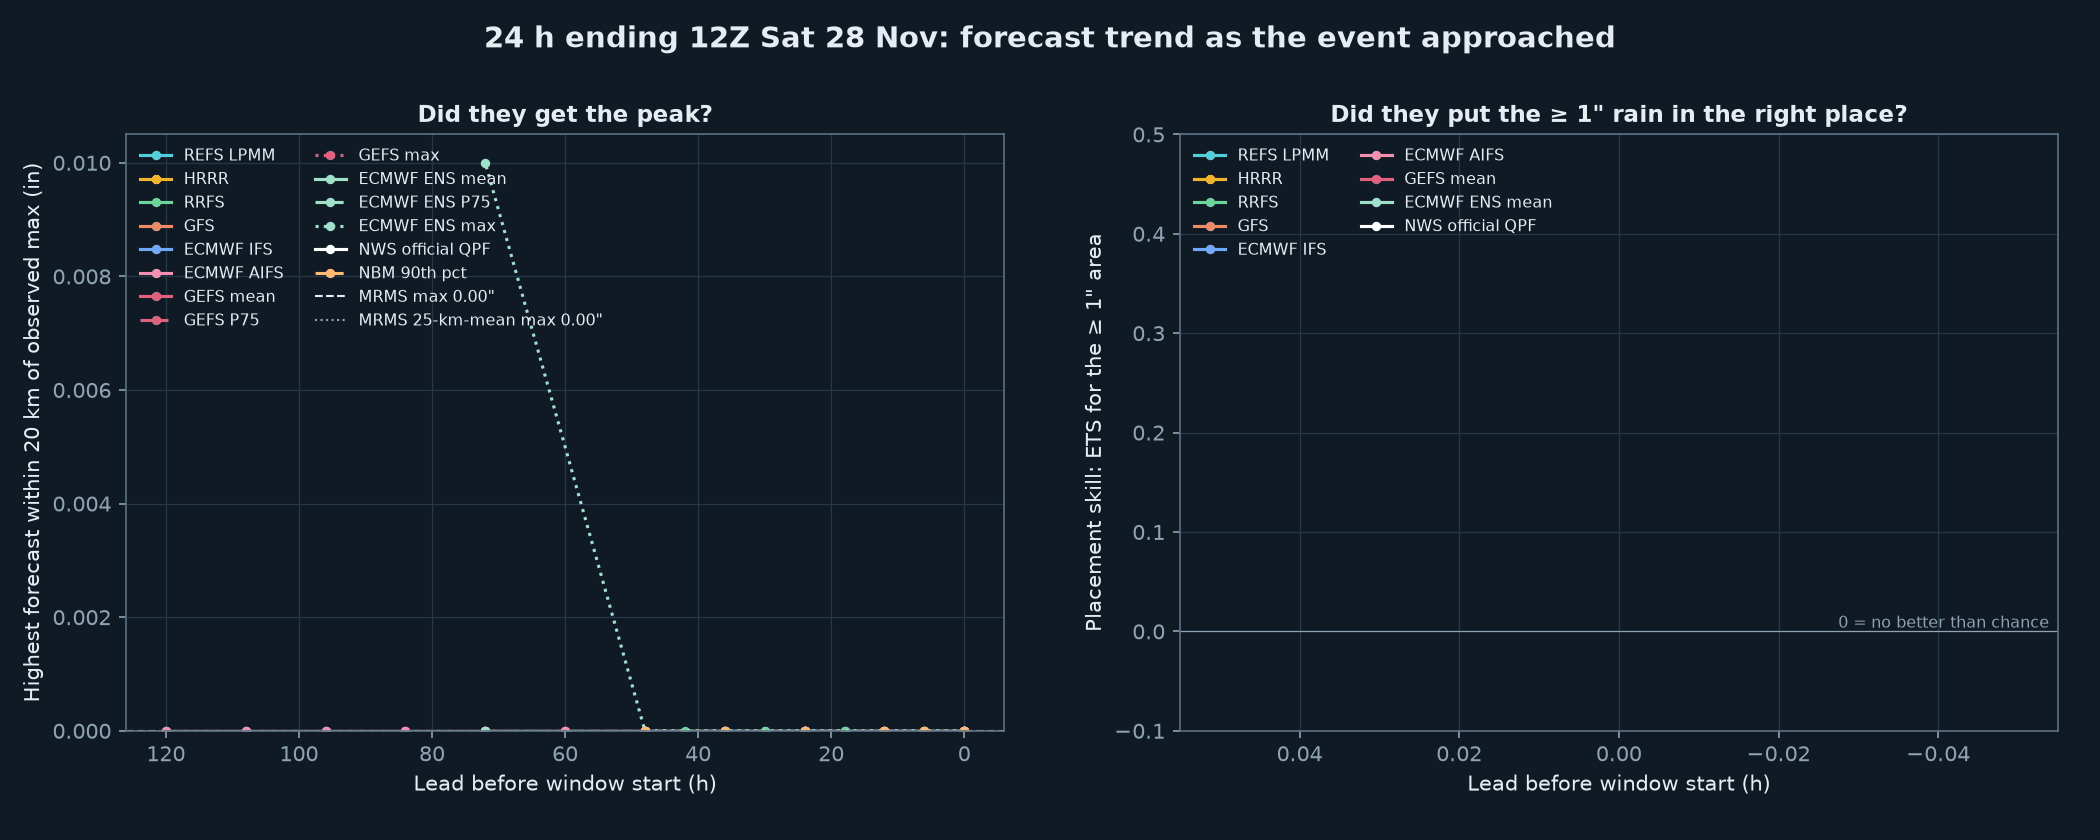 24 h ending 12Z Sat 28 Nov: forecast trend as the event approached
Did they get the peak?
Highest forecast within 20 km of observed max (in)
0.010
0.008
0.006
0.004
0.002
0.000
REFS LPMM
HRRR
RRFS
GFS
ECMWF IFS
ECMWF AIFS
GEFS mean
GEFS P75
GEFS max
ECMWF ENS mean
ECMWF ENS P75
ECMWF ENS max
NWS official QPF
NBM 90th pct
MRMS max 0.00"
MRMS 25-km-mean max 0.00"
120 100 80 60 40 20 0
Lead before window start (h)
Did they put the ≥ 1" rain in the right place?
Placement skill: ETS for the ≥ 1" area
0.5
0.4
0.3
0.2
0.1
0.0
−0.1
REFS LPMM
HRRR
RRFS
GFS
ECMWF IFS
ECMWF AIFS
GEFS mean
ECMWF ENS mean
NWS official QPF
0 = no better than chance
0.04 0.02 0.00 −0.02 −0.04
Lead before window start (h)